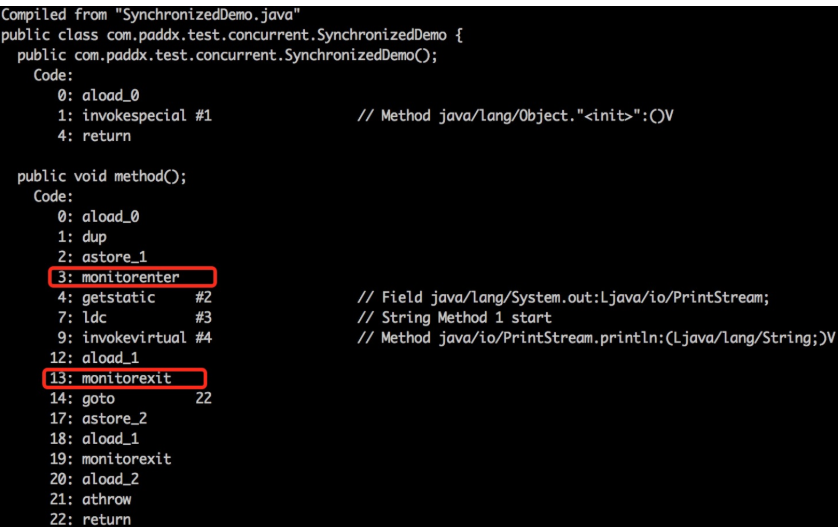 Compiled from "SynchronizedDemo.java"
public class com.paddx.test.concurrent.SynchronizedDemo {
  public com.paddx.test.concurrent.SynchronizedDemo();
    Code:
       0: aload_0
       1: invokespecial #1                  // Method java/lang/Object."<init>":()V
       4: return

  public void method();
    Code:
       0: aload_0
       1: dup
       2: astore_1
       3: monitorenter
       4: getstatic     #2                  // Field java/lang/System.out:Ljava/io/PrintStream;
       7: ldc           #3                  // String Method 1 start
       9: invokevirtual #4                  // Method java/io/PrintStream.println:(Ljava/lang/String;)V
      12: aload_1
      13: monitorexit
      14: goto          22
      17: astore_2
      18: aload_1
      19: monitorexit
      20: aload_2
      21: athrow
      22: return